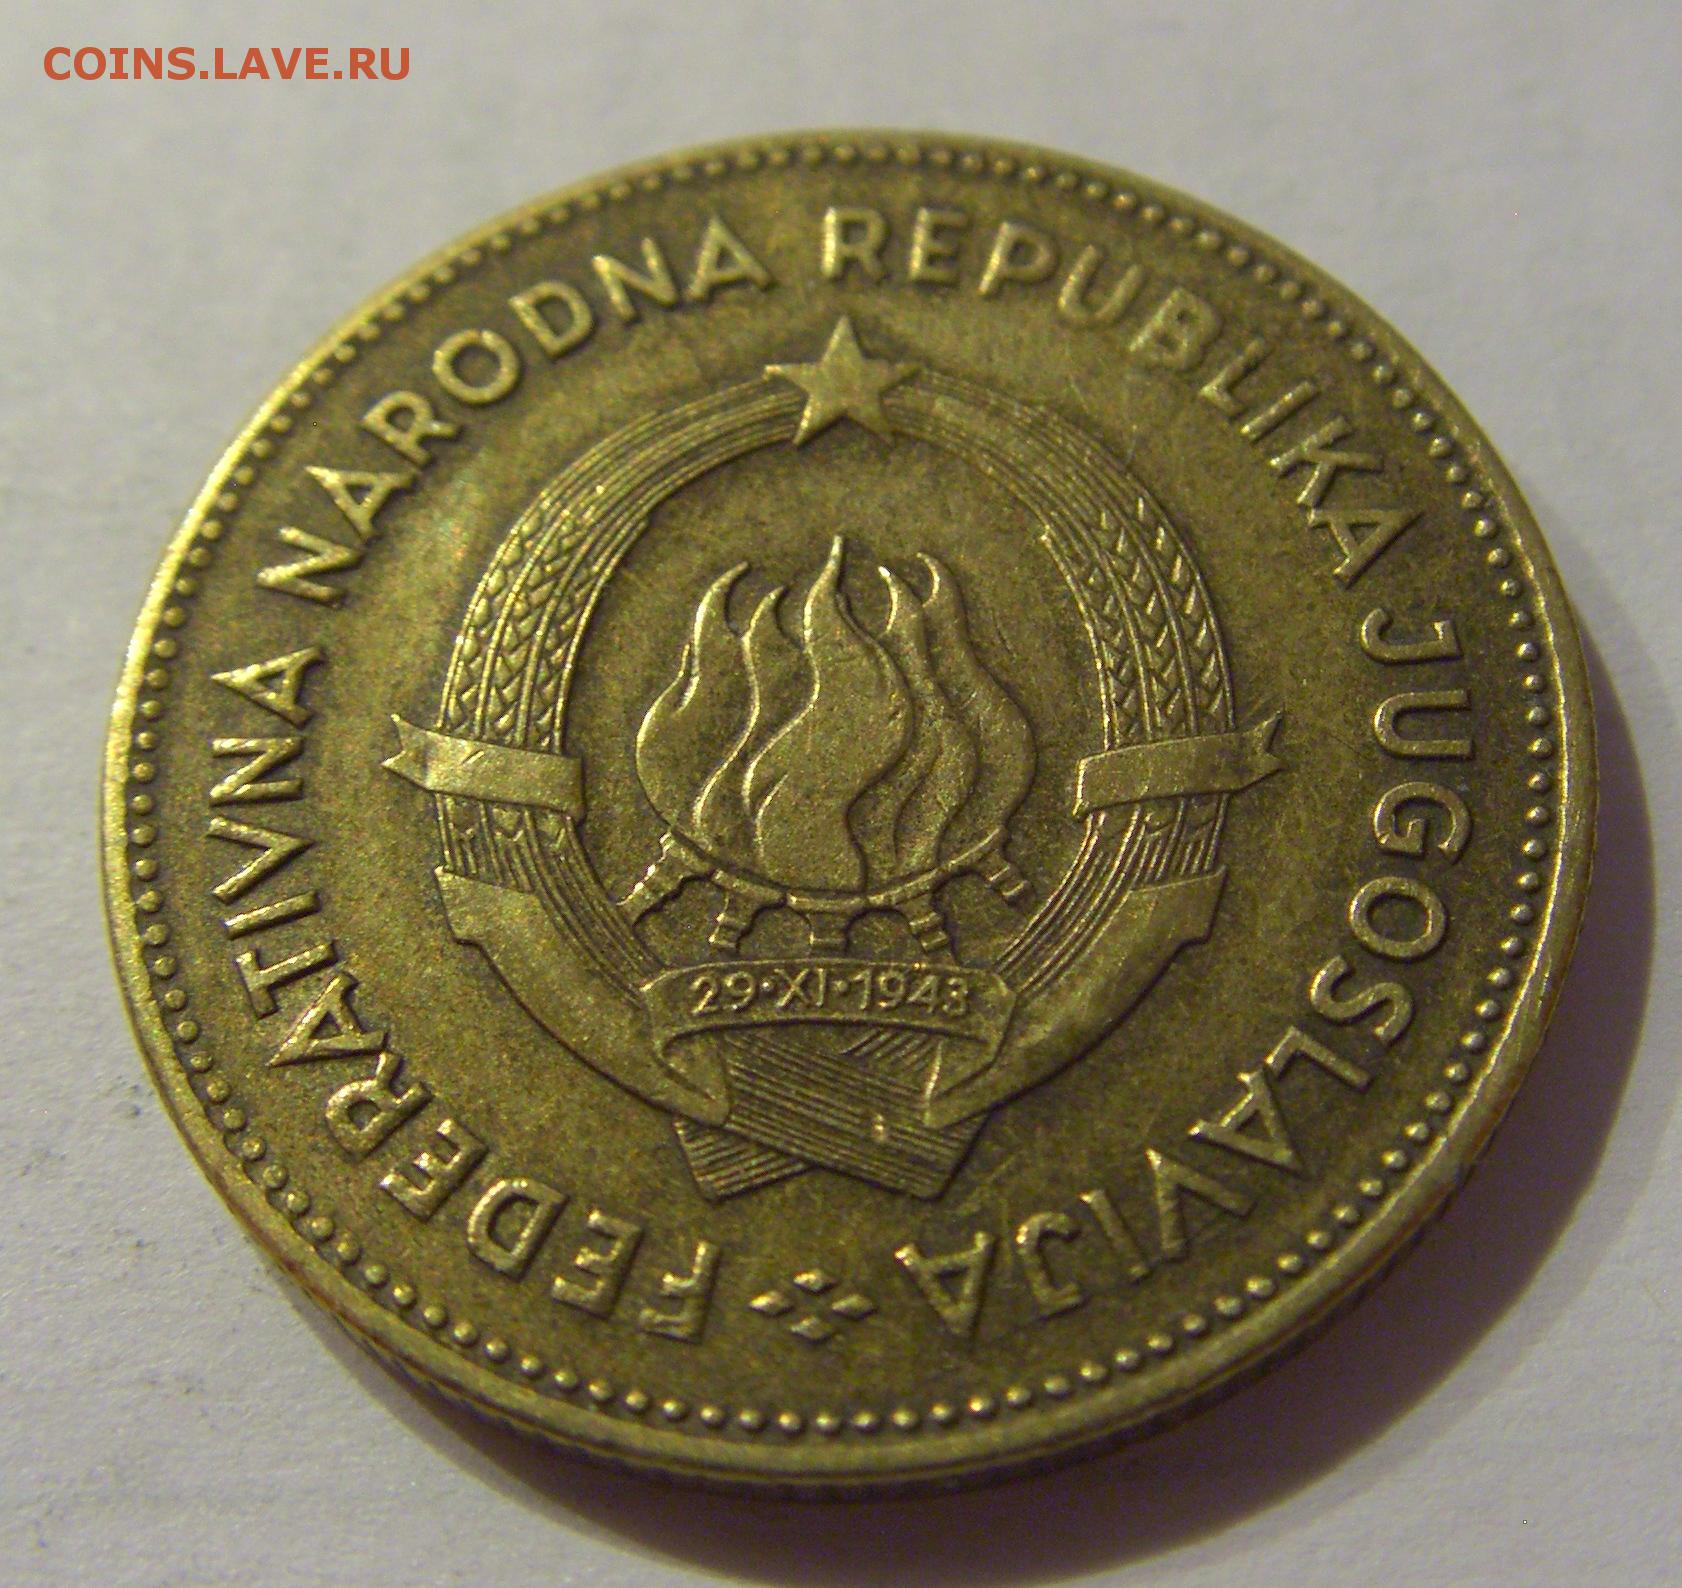 COINS.LAVE.RU
FEDERATIVNA NARODNA REPUBLIKA JUGOSLAVIJA
29•XI•1943